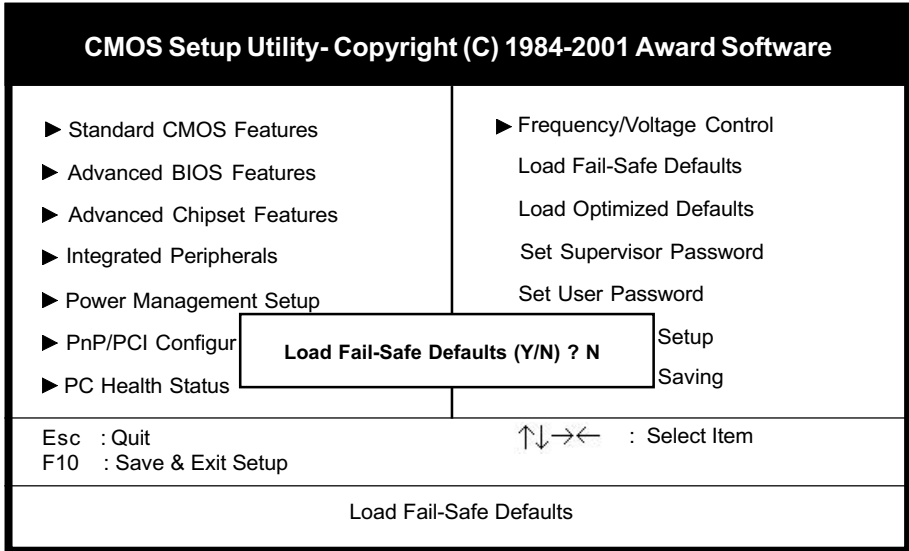 CMOS Setup Utility- Copyright (C) 1984-2001 Award Software
▶ Standard CMOS Features
▶ Advanced BIOS Features
▶ Advanced Chipset Features
▶ Integrated Peripherals
▶ Power Management Setup
▶ PnP/PCI Configur
▶ PC Health Status
▶ Frequency/Voltage Control
Load Fail-Safe Defaults
Load Optimized Defaults
Set Supervisor Password
Set User Password
Setup
Saving
Load Fail-Safe Defaults (Y/N) ? N
Esc : Quit
F10 : Save & Exit Setup
↑↓→← : Select Item
Load Fail-Safe Defaults